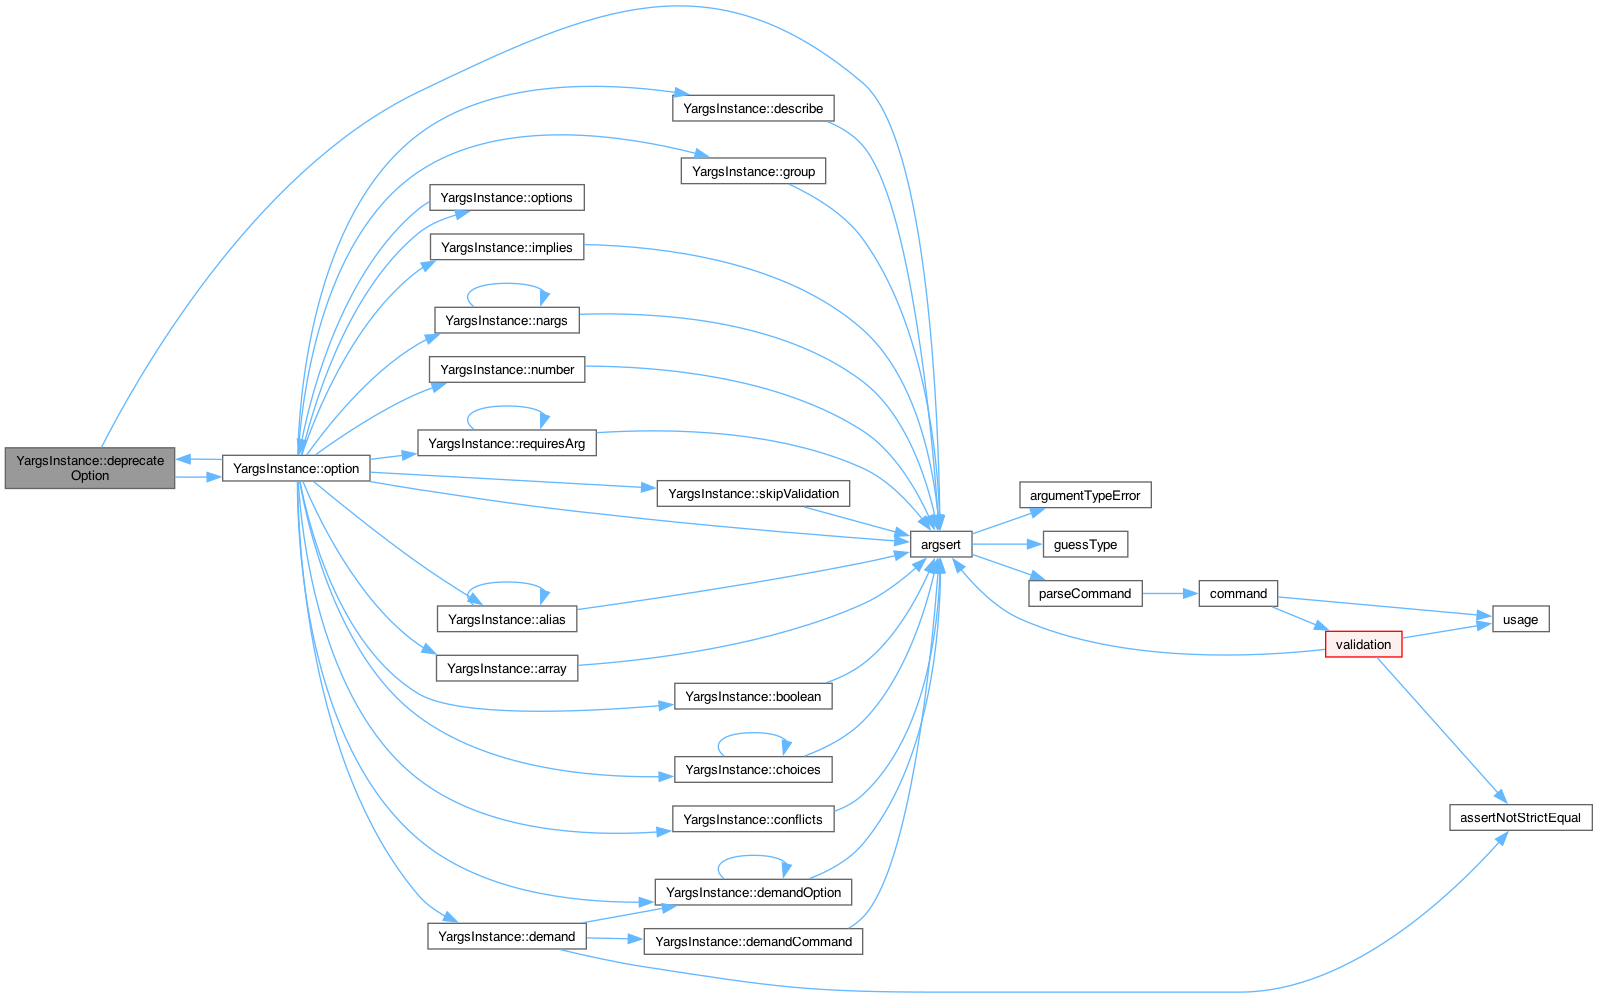 YargsInstance::deprecate
Option
YargsInstance::option
YargsInstance::describe
YargsInstance::group
YargsInstance::options
YargsInstance::implies
YargsInstance::nargs
YargsInstance::number
YargsInstance::requiresArg
YargsInstance::skipValidation
YargsInstance::alias
YargsInstance::array
YargsInstance::boolean
YargsInstance::choices
YargsInstance::conflicts
YargsInstance::demandOption
YargsInstance::demand
YargsInstance::demandCommand
argsert
argumentTypeError
guessType
parseCommand
command
validation
usage
assertNotStrictEqual